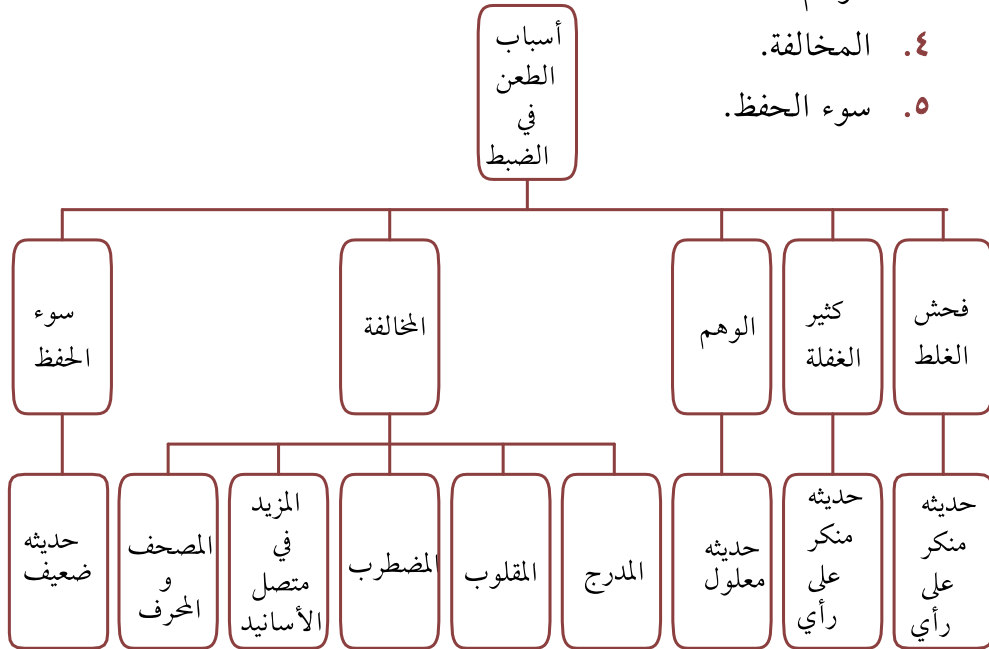 ٤. المخالفة.
٥. سوء الحفظ.
أسباب
الطعن
في
الضبط
فحش
الغلط
كثير
الغفلة
الوهم
المخالفة
سوء
الحفظ
حديثه
منكر
على
رأي
حديثه
منكر
على
رأي
حديثه
معلول
المدرج
المقلوب
المضطرب
المزيد
في
متصل
الأسانيد
المصحف
و
المحرف
حديثه
ضعيف